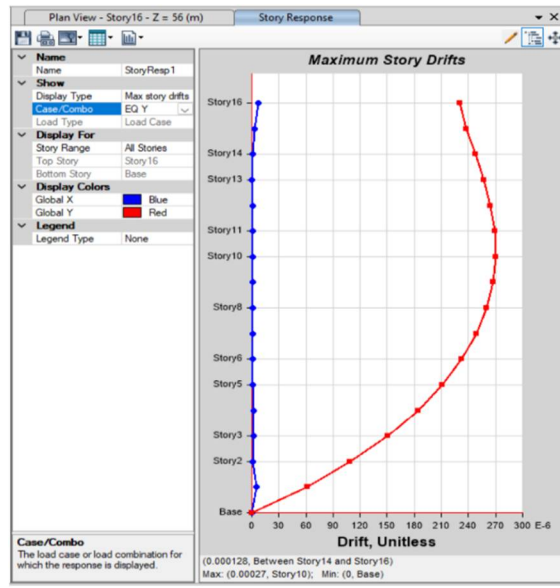 Plan View - Story16 - Z = 56 (m)
Story Response
Name
Name StoryResp1
Show
Display Type Max story drifts
Case/Combo EQ Y
Load Type Load Case
Display For
Story Range All Stories
Top Story Story16
Bottom Story Base
Display Colors
Global X Blue
Global Y Red
Legend
Legend Type None
Case/Combo
The load case or load combination for
which the response is displayed.
Maximum Story Drifts
Story16
Story14
Story13
Story11
Story10
Story8
Story6
Story5
Story3
Story2
Base
0 30 60 90 120 150 180 210 240 270 300 E-6
Drift, Unitless
(0.000128, Between Story14 and Story16)
Max: (0.00027, Story10); Min: (0, Base)